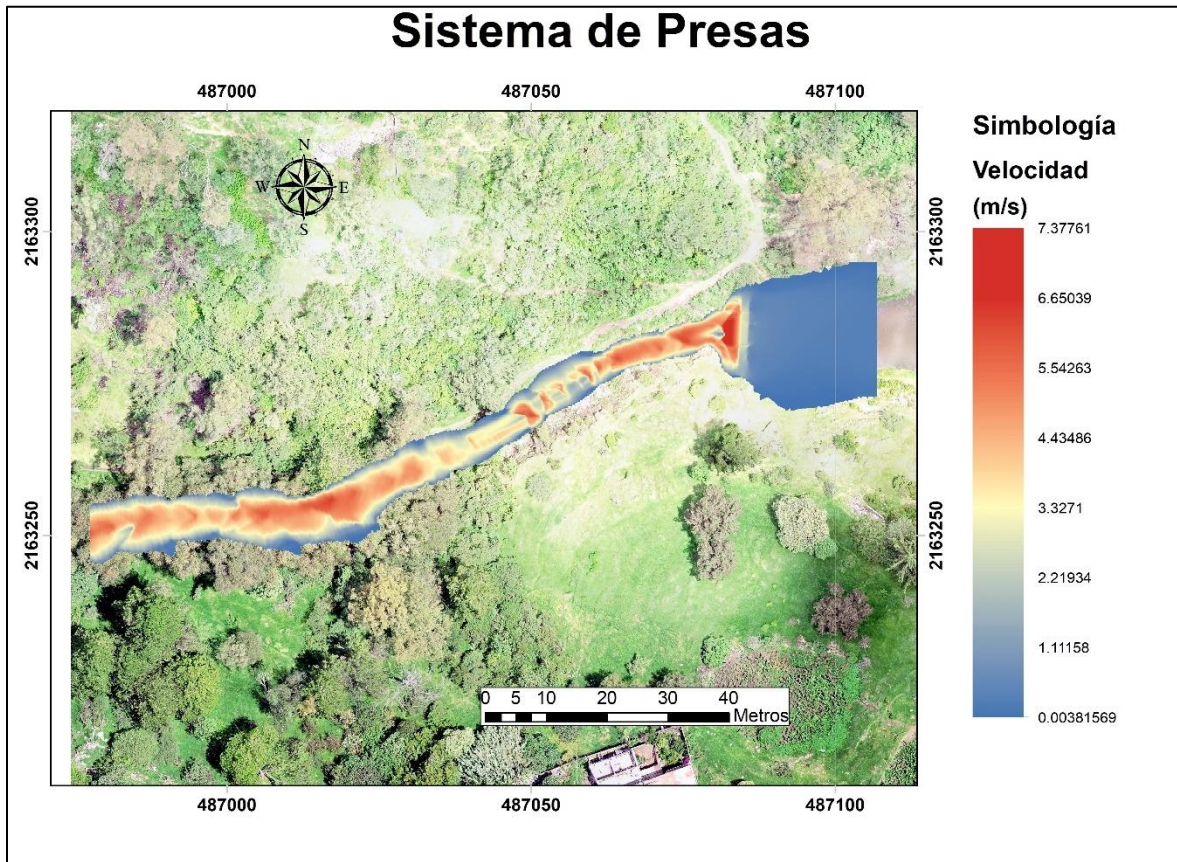 Sistema de Presas
487000 487050 487100
N
W E
S
2163300 2163300
2163250 2163250
0 5 10 20 30 40
Metros
487000 487050 487100
Simbología
Velocidad
(m/s)
7.37761
6.65039
5.54263
4.43486
3.3271
2.21934
1.11158
0.00381569